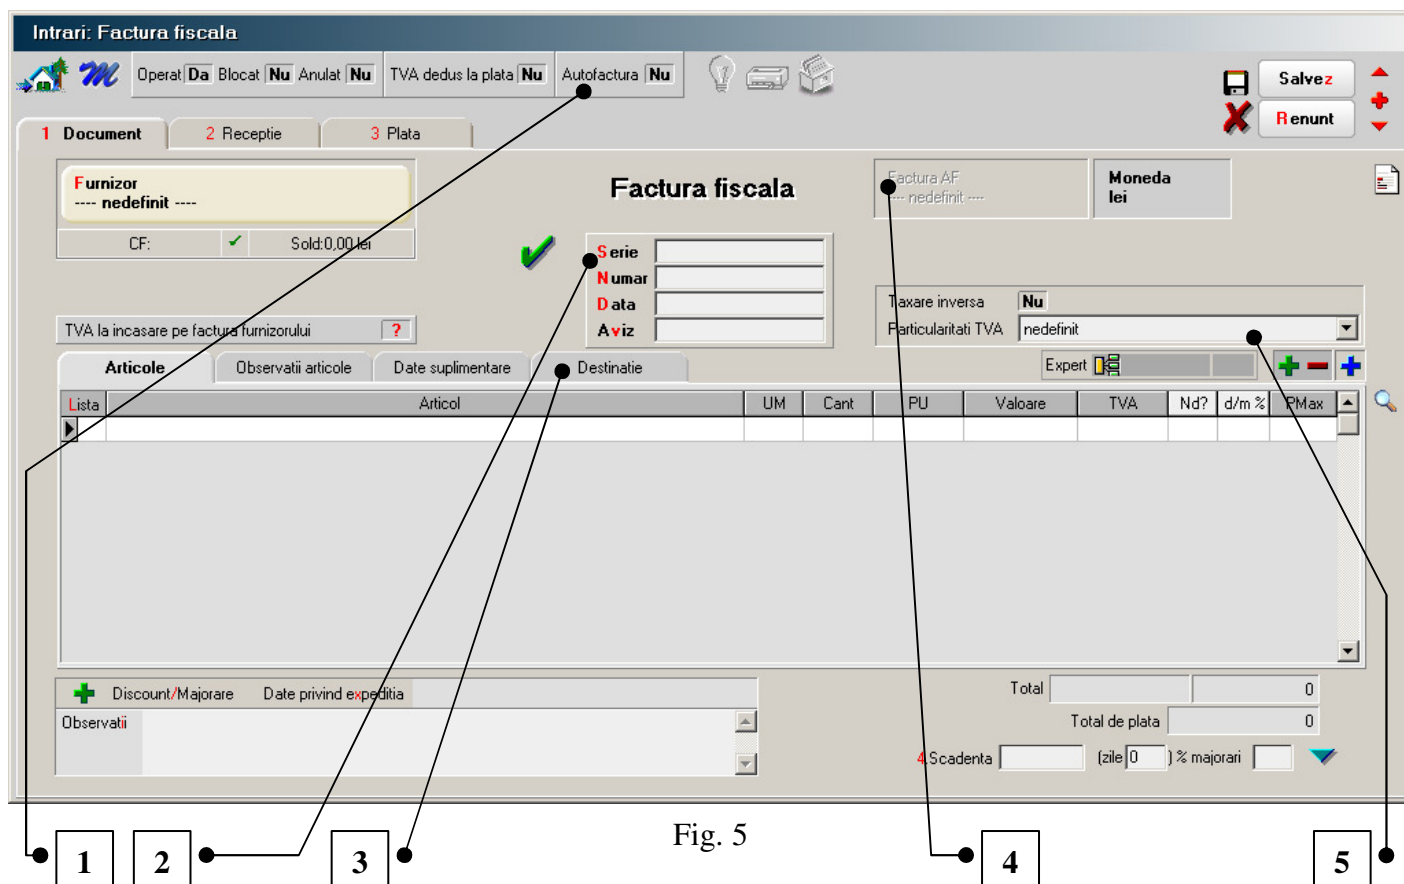 Intrari: Factura fiscala
Operat Da Blocat Nu Anulat Nu TVA dedus la plata Nu Autofactura Nu
Salvez
Renunt
1 Document 2 Receptie 3 Plata
Furnizor
---- nedefinit ----
CF: Sold:0,00 lei
Factura fiscala
Factura AF
---- nedefinit ----
Moneda
lei
Serie
Numar
Data
Aviz
Taxare inversa Nu
Particularitati TVA nedefinit
TVA la incasare pe factura furnizorului ?
Articole Observatii articole Date suplimentare Destinatie
Expert
Lista Articol UM Cant PU Valoare TVA Nd? d/m % PMax
Discount/Majorare Date privind expeditia
Observatii
Total 0
Total de plata 0
4.Scadenta (zile 0 ) % majorari
Fig. 5
1 2 3 4 5